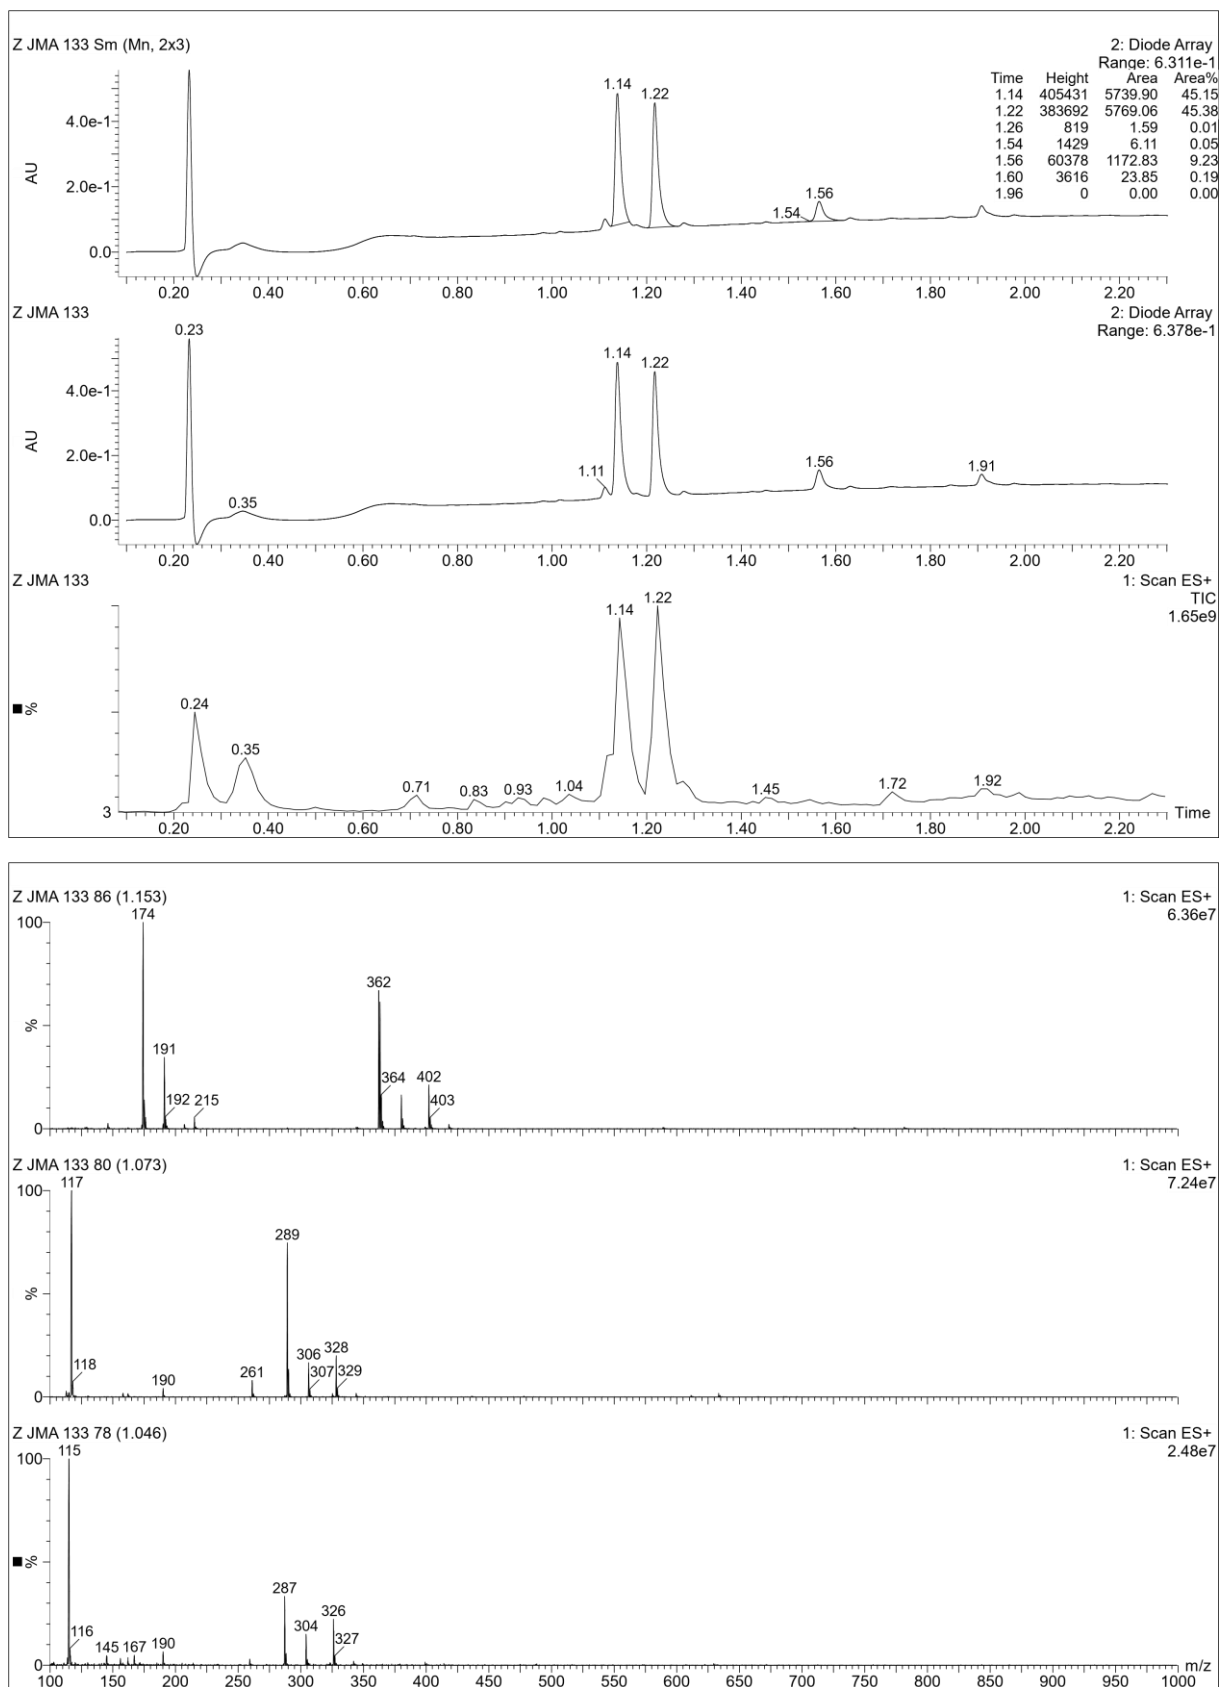 Z JMA 133 Sm (Mn, 2x3)
2: Diode Array
Range: 6.311e-1
Time Height Area Area%
1.14 405431 5739.90 45.15
1.22 383692 5769.06 45.38
1.26 819 1.59 0.01
1.54 1429 6.11 0.05
1.56 60378 1172.83 9.23
1.60 3616 23.85 0.19
1.96 0 0.00 0.00
1.14 1.22
1.54 1.56
AU
4.0e-1
2.0e-1
0.0
0.20 0.40 0.60 0.80 1.00 1.20 1.40 1.60 1.80 2.00 2.20
Z JMA 133
2: Diode Array
Range: 6.378e-1
0.23 0.35 1.11 1.14 1.22 1.56 1.91
AU
4.0e-1
2.0e-1
0.0
0.20 0.40 0.60 0.80 1.00 1.20 1.40 1.60 1.80 2.00 2.20
Z JMA 133
1: Scan ES+
TIC
1.65e9
0.24 0.35 0.71 0.83 0.93 1.04 1.14 1.22 1.45 1.72 1.92
%
3
0.20 0.40 0.60 0.80 1.00 1.20 1.40 1.60 1.80 2.00 2.20
Time
Z JMA 133 86 (1.153)
1: Scan ES+
6.36e7
100
%
0
174 191 192 215 362 364 402 403
Z JMA 133 80 (1.073)
1: Scan ES+
7.24e7
100
%
0
117 118 190 261 289 306 307 328 329
Z JMA 133 78 (1.046)
1: Scan ES+
2.48e7
100
%
0
115 116 145 167 190 287 304 326 327
100 150 200 250 300 350 400 450 500 550 600 650 700 750 800 850 900 950 1000
m/z